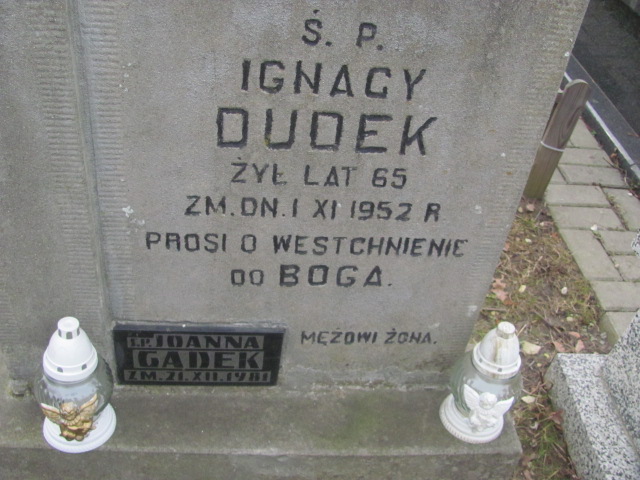 Ś. P.
IGNACY
DUDEK
ŻYŁ LAT 65
ZM. DN. 1 XI 1952 R
PROSI O WESTCHNIENIE
DO BOGA.
MĘŻOWI ŻONA.
Ś.P. JOANNA
GADEK
ZM. 21. XII. 1981